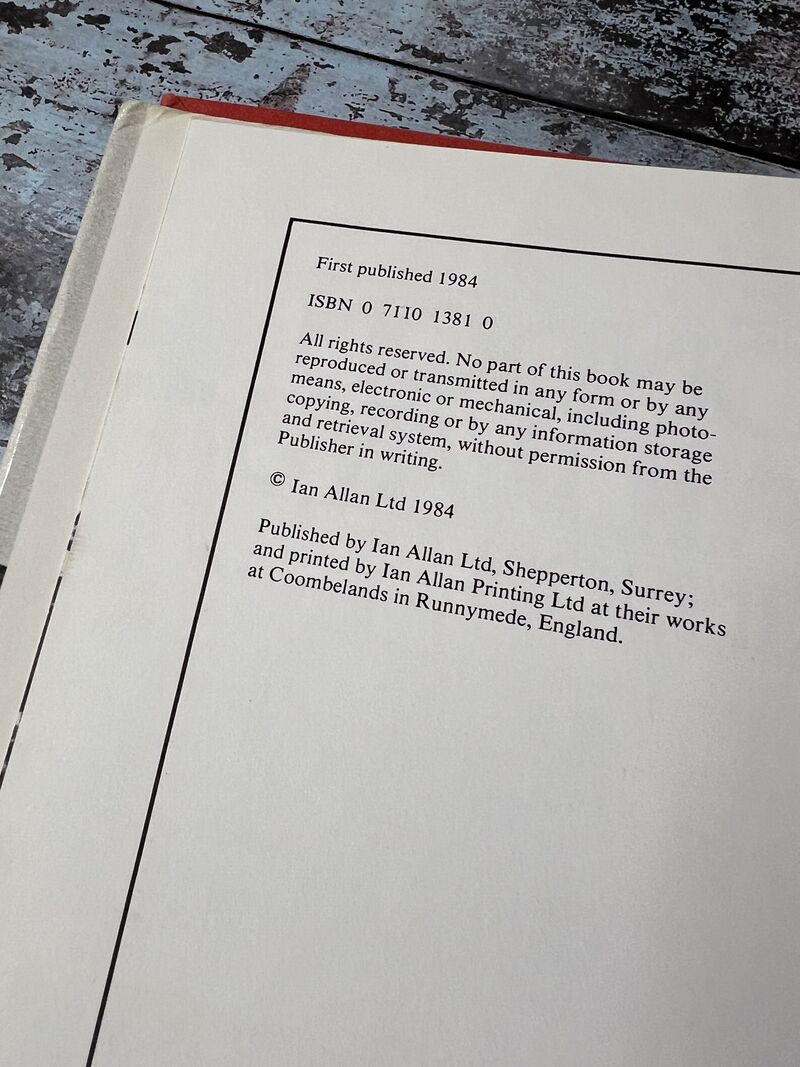 First published 1984
ISBN 0 7110 1381 0
All rights reserved. No part of this book may be
reproduced or transmitted in any form or by any
means, electronic or mechanical, including photo-
copying, recording or by any information storage
and retrieval system, without permission from the
Publisher in writing.
© Ian Allan Ltd 1984
Published by Ian Allan Ltd, Shepperton, Surrey;
and printed by Ian Allan Printing Ltd at their works
at Coombelands in Runnymede, England.